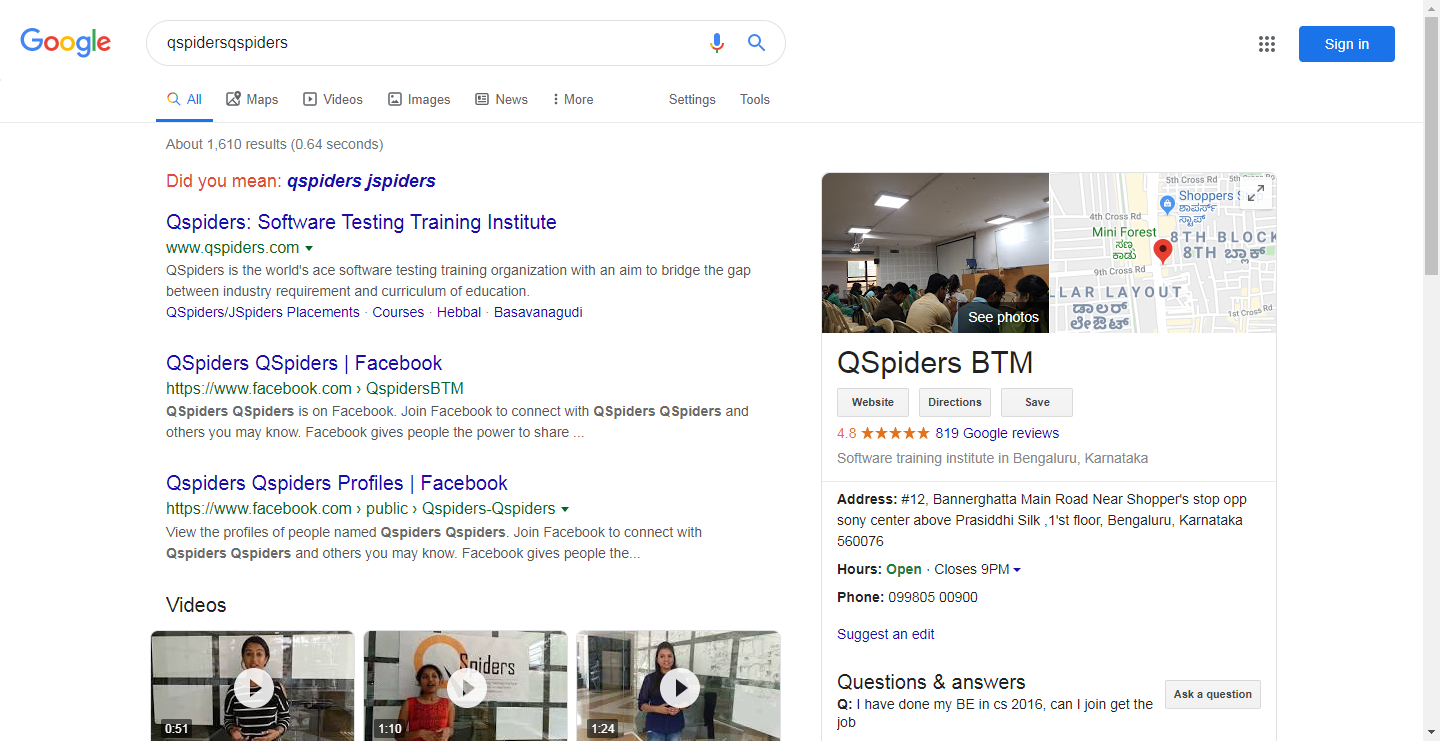 Google
qspidersqspiders
Sign in
All
Maps
Videos
Images
News
More
Settings
Tools
About 1,610 results (0.64 seconds)
Did you mean: qspiders jspiders
Qspiders: Software Testing Training Institute
www.qspiders.com
QSpiders is the world's ace software testing training organization with an aim to bridge the gap
between industry requirement and curriculum of education.
QSpiders/JSpiders Placements · Courses · Hebbal · Basavanagudi
QSpiders QSpiders | Facebook
https://www.facebook.com › QspidersBTM
QSpiders QSpiders is on Facebook. Join Facebook to connect with QSpiders QSpiders and
others you may know. Facebook gives people the power to share ...
Qspiders Qspiders Profiles | Facebook
https://www.facebook.com › public › Qspiders-Qspiders
View the profiles of people named Qspiders Qspiders. Join Facebook to connect with
Qspiders Qspiders and others you may know. Facebook gives people the...
Videos
0:51
Spiders
1:10
1:24
See photos
5th Cross Rd
5th Cross Rd
Shoppers S
ಶಾಪರ್ಸ್
ಸ್ಟಾಪ್
4th Cross Rd
Mini Forest
ಸಣ್ಣ
ಕಾಡು
8TH BLOCK
8TH ಬ್ಲಾಕ್
9th Cross Rd
LLAR LAYOUT
ಡಾಲರ್
ಲೇಔಟ್
1st Cross Rd
QSpiders BTM
Website
Directions
Save
4.8 ★★★★★ 819 Google reviews
Software training institute in Bengaluru, Karnataka
Address: #12, Bannerghatta Main Road Near Shopper's stop opp
sony center above Prasiddhi Silk ,1'st floor, Bengaluru, Karnataka
560076
Hours: Open · Closes 9PM
Phone: 099805 00900
Suggest an edit
Questions & answers
Ask a question
Q: I have done my BE in cs 2016, can I join get the
job